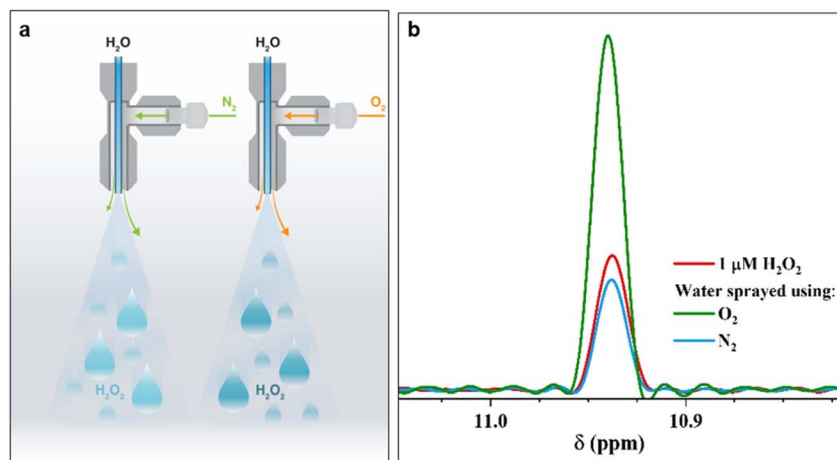 a
H₂O
H₂O
N₂
O₂
H₂O₂
H₂O₂
b
1 μM H₂O₂
Water sprayed using:
O₂
N₂
11.0
10.9
δ (ppm)